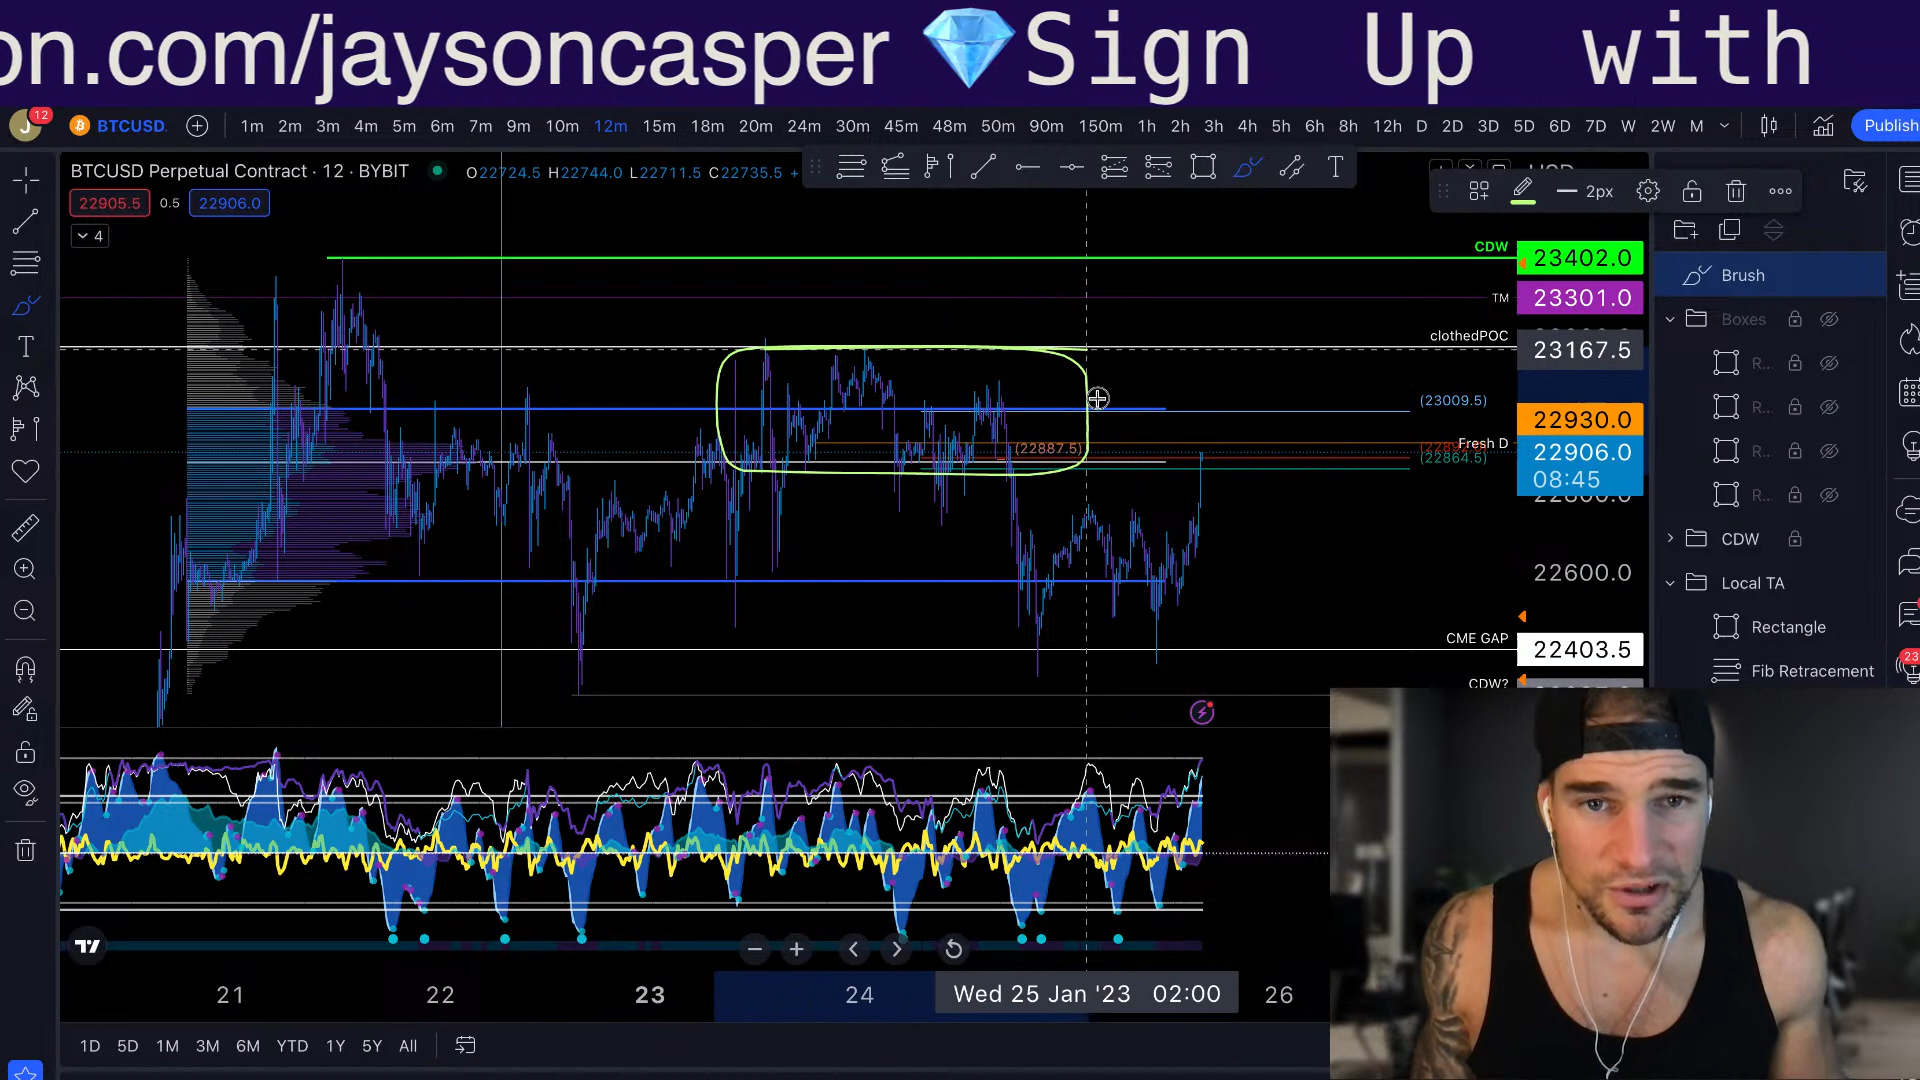 on.com/jaysoncasper 💎Sign Up with
J 12 BTCUSD. 1m 2m 3m 4m 5m 6m 7m 9m 10m 12m 15m 18m 20m 24m 30m 45m 48m 50m 90m 150m 1h 2h 3h 4h 5h 6h 8h 12h D 2D 3D 5D 6D 7D W 2W M Publish
BTCUSD Perpetual Contract · 12 · BYBIT O22724.5 H22744.0 L22711.5 C22735.5 +
T
2px
22905.5 0.5 22906.0
4
CDW 23402.0
Brush
TM 23301.0
Boxes
clothedPOC 23167.5
T
R...
(23009.5)
R...
22930.0
(22887.5) Fresh D 22906.0
(22864.5)
R...
08:45
R...
CDW
22600.0
Local TA
Rectangle
CME GAP 22403.5
23
Fib Retracement
CDW?
21 22 23 24 Wed 25 Jan '23 02:00 26
1D 5D 1M 3M 6M YTD 1Y 5Y All